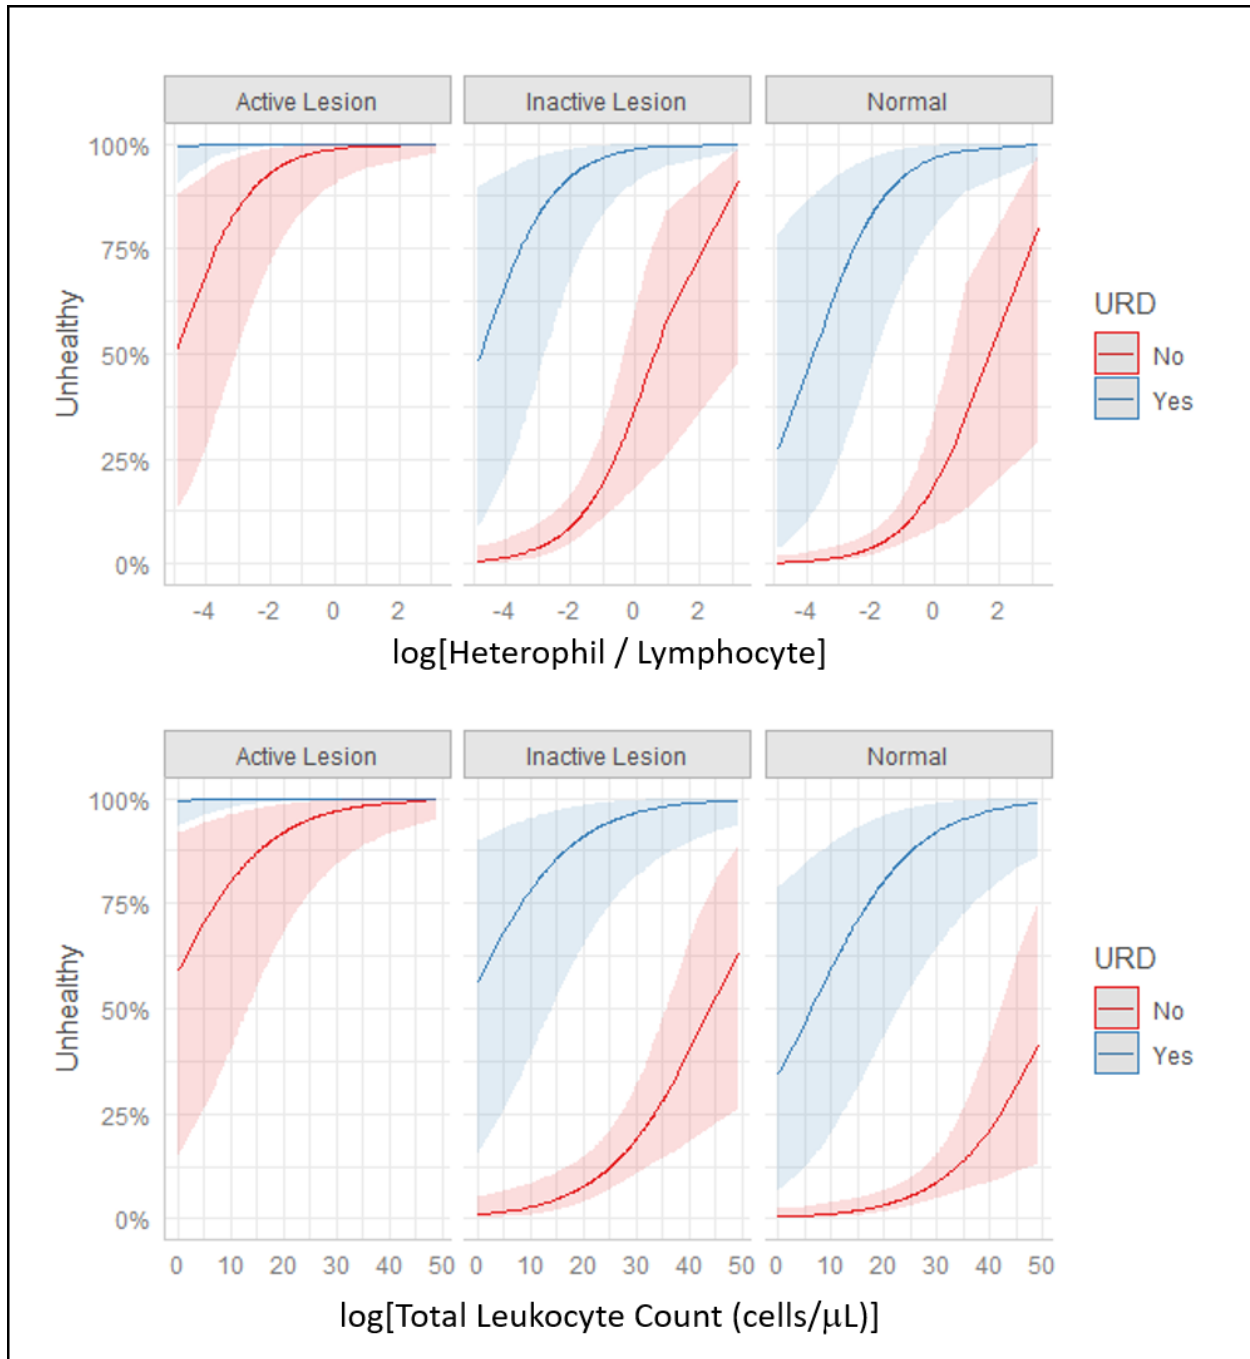 Active Lesion Inactive Lesion Normal
100%
75%
50%
25%
0%
Unhealthy
-4 -2 0 2 -4 -2 0 2 -4 -2 0 2
log[Heterophil / Lymphocyte]
URD
No
Yes
Active Lesion Inactive Lesion Normal
100%
75%
50%
25%
0%
Unhealthy
0 10 20 30 40 50 0 10 20 30 40 50 0 10 20 30 40 50
log[Total Leukocyte Count (cells/μL)]
URD
No
Yes